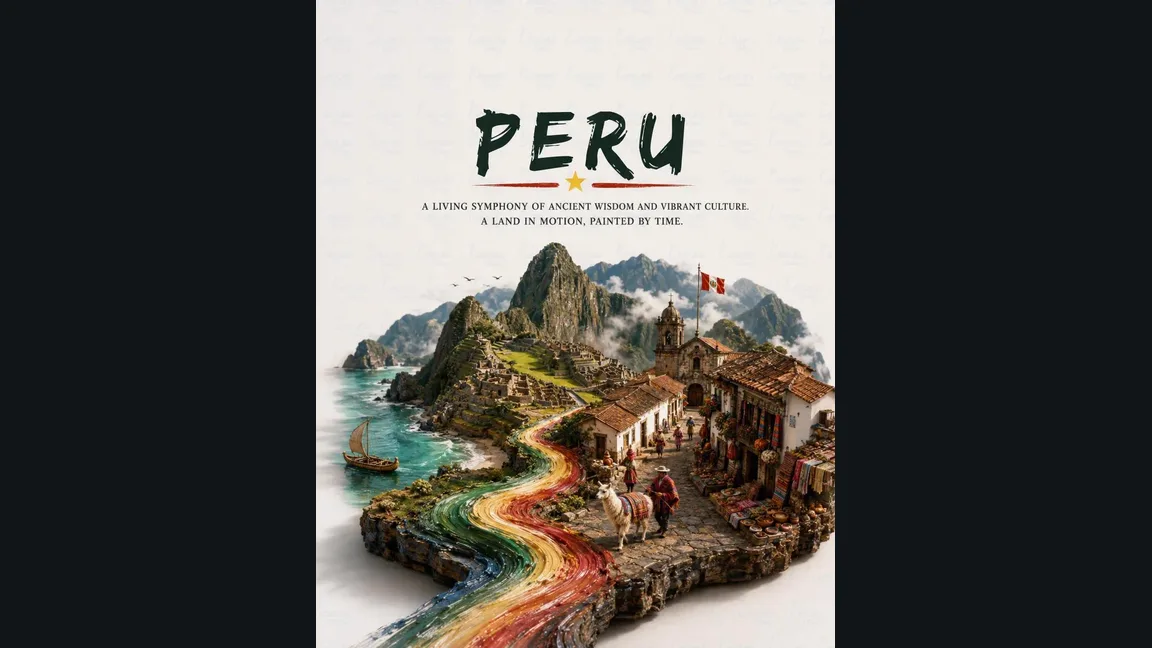 PERU
A LIVING SYMPHONY OF ANCIENT WISDOM AND VIBRANT CULTURE.
A LAND IN MOTION, PAINTED BY TIME.